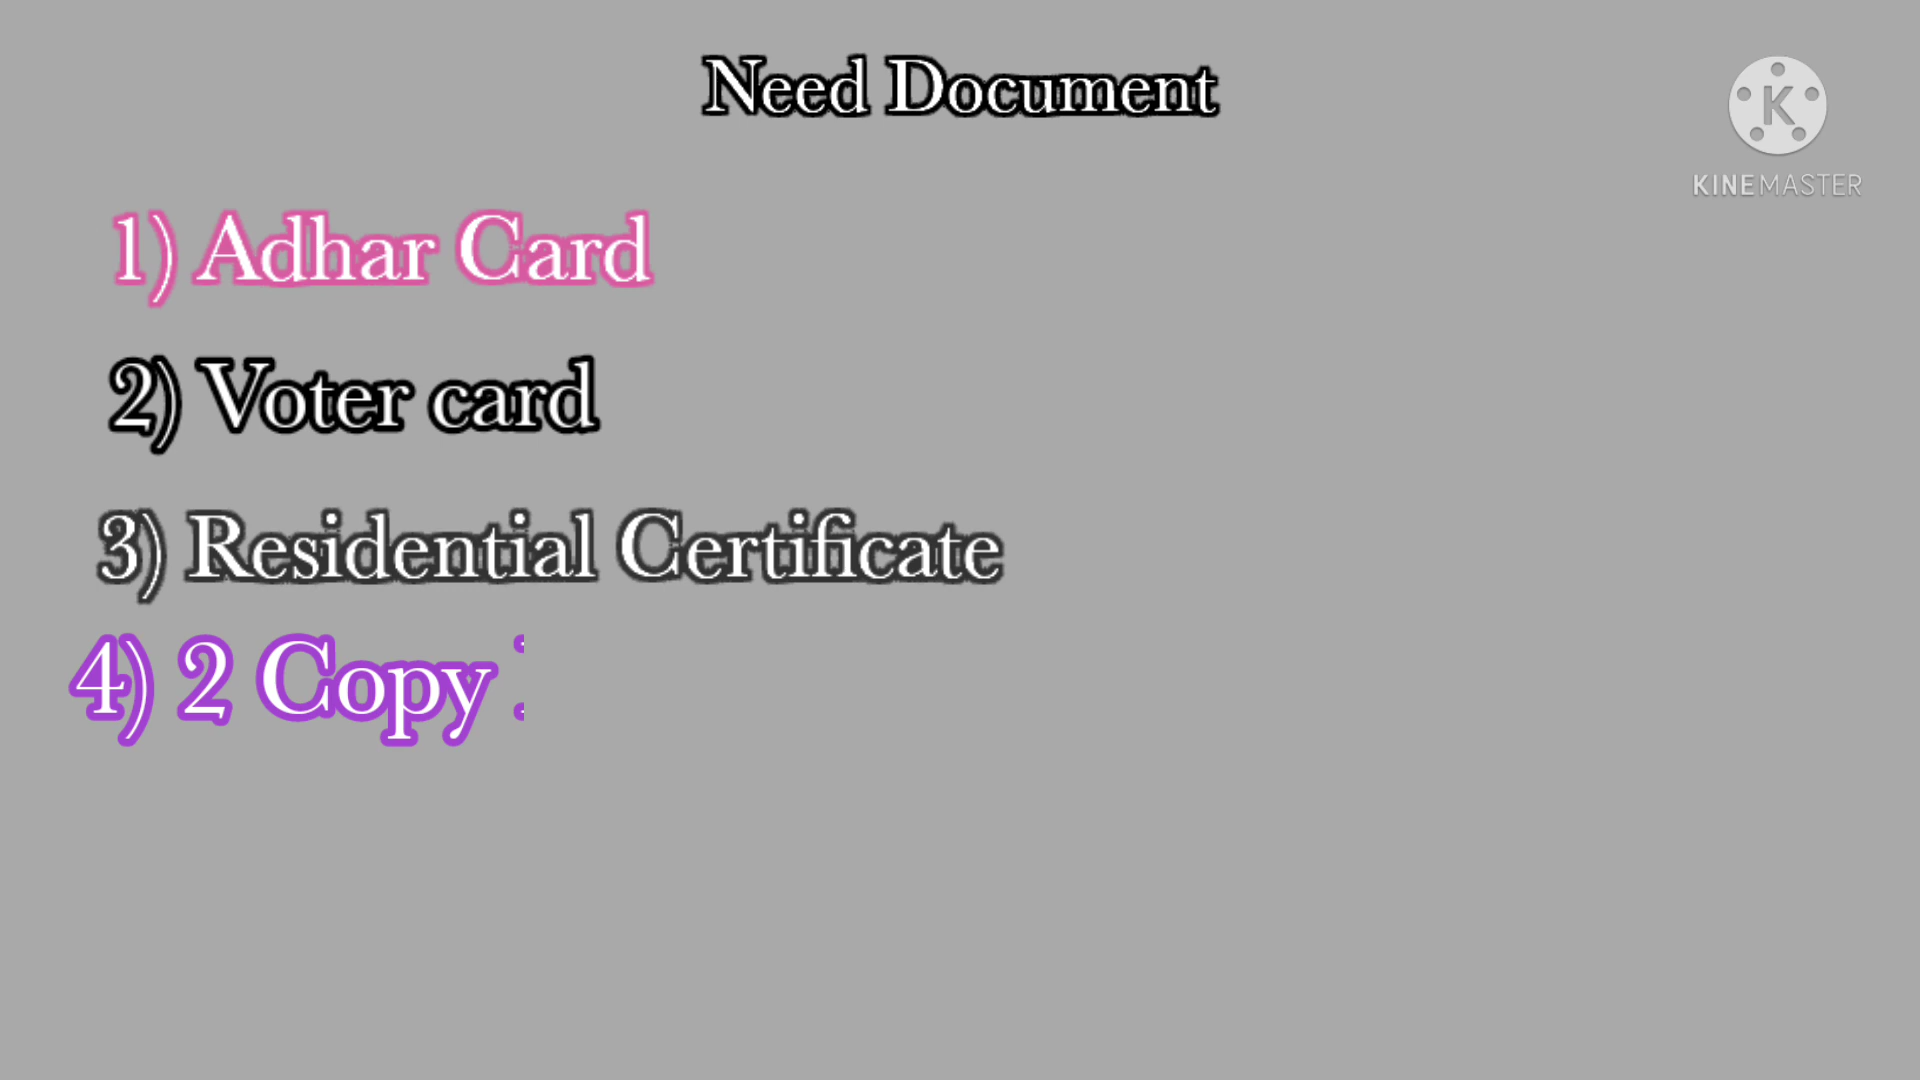 Need Document
KINEMASTER
1) Adhar Card
2) Voter card
3) Residential Certificate
4) 2 Copy